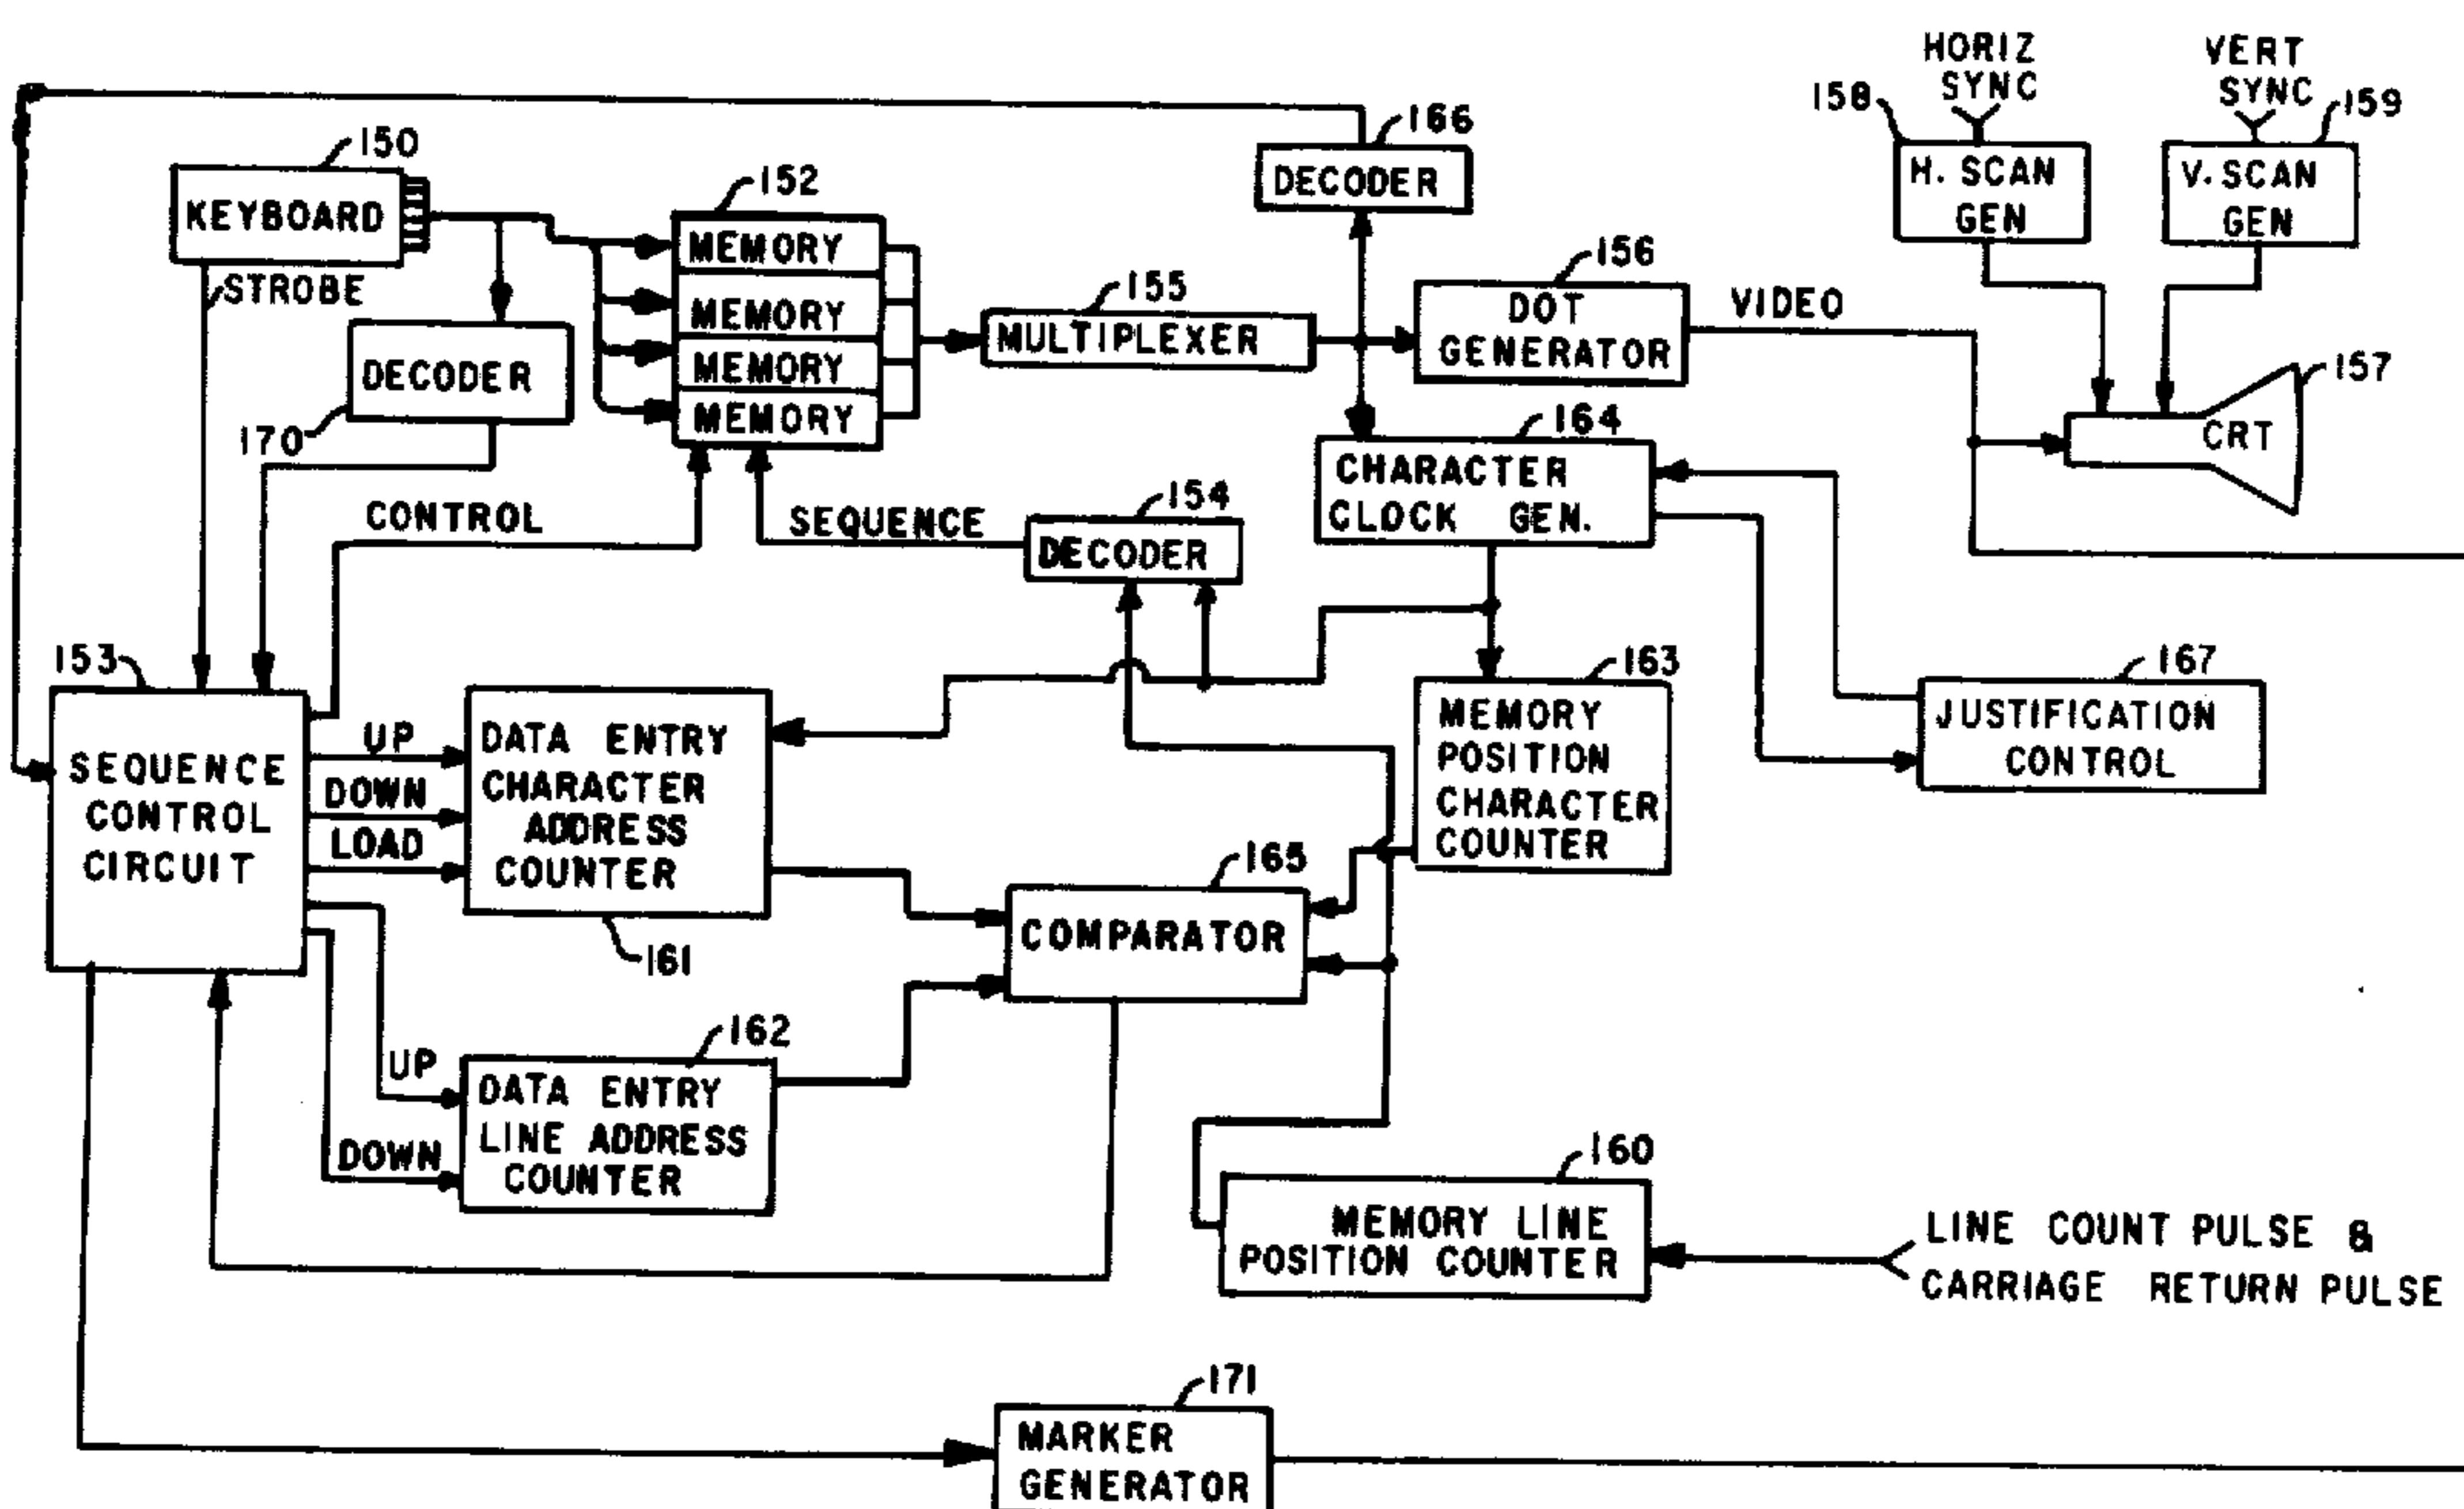 HORIZ
SYNC
VERT
SYNC
158
159
166
150
DECODER
H. SCAN
GEN
V. SCAN
GEN
152
KEYBOARD
MEMORY
STROBE
MEMORY
MEMORY
MEMORY
155
MULTIPLEXER
156
DOT
GENERATOR
VIDEO
157
CRT
DECODER
170
164
CHARACTER
CLOCK GEN.
CONTROL
SEQUENCE
154
DECODER
153
163
167
SEQUENCE
CONTROL
CIRCUIT
UP
DOWN
LOAD
DATA ENTRY
CHARACTER
ADDRESS
COUNTER
161
MEMORY
POSITION
CHARACTER
COUNTER
JUSTIFICATION
CONTROL
165
COMPARATOR
162
UP
DOWN
DATA ENTRY
LINE ADDRESS
COUNTER
160
MEMORY LINE
POSITION COUNTER
LINE COUNT PULSE &
CARRIAGE RETURN PULSE
171
MARKER
GENERATOR